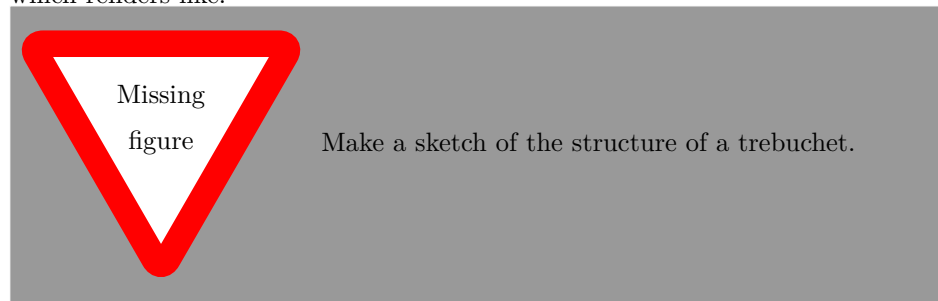 which renders like:
Missing
figure
Make a sketch of the structure of a trebuchet.